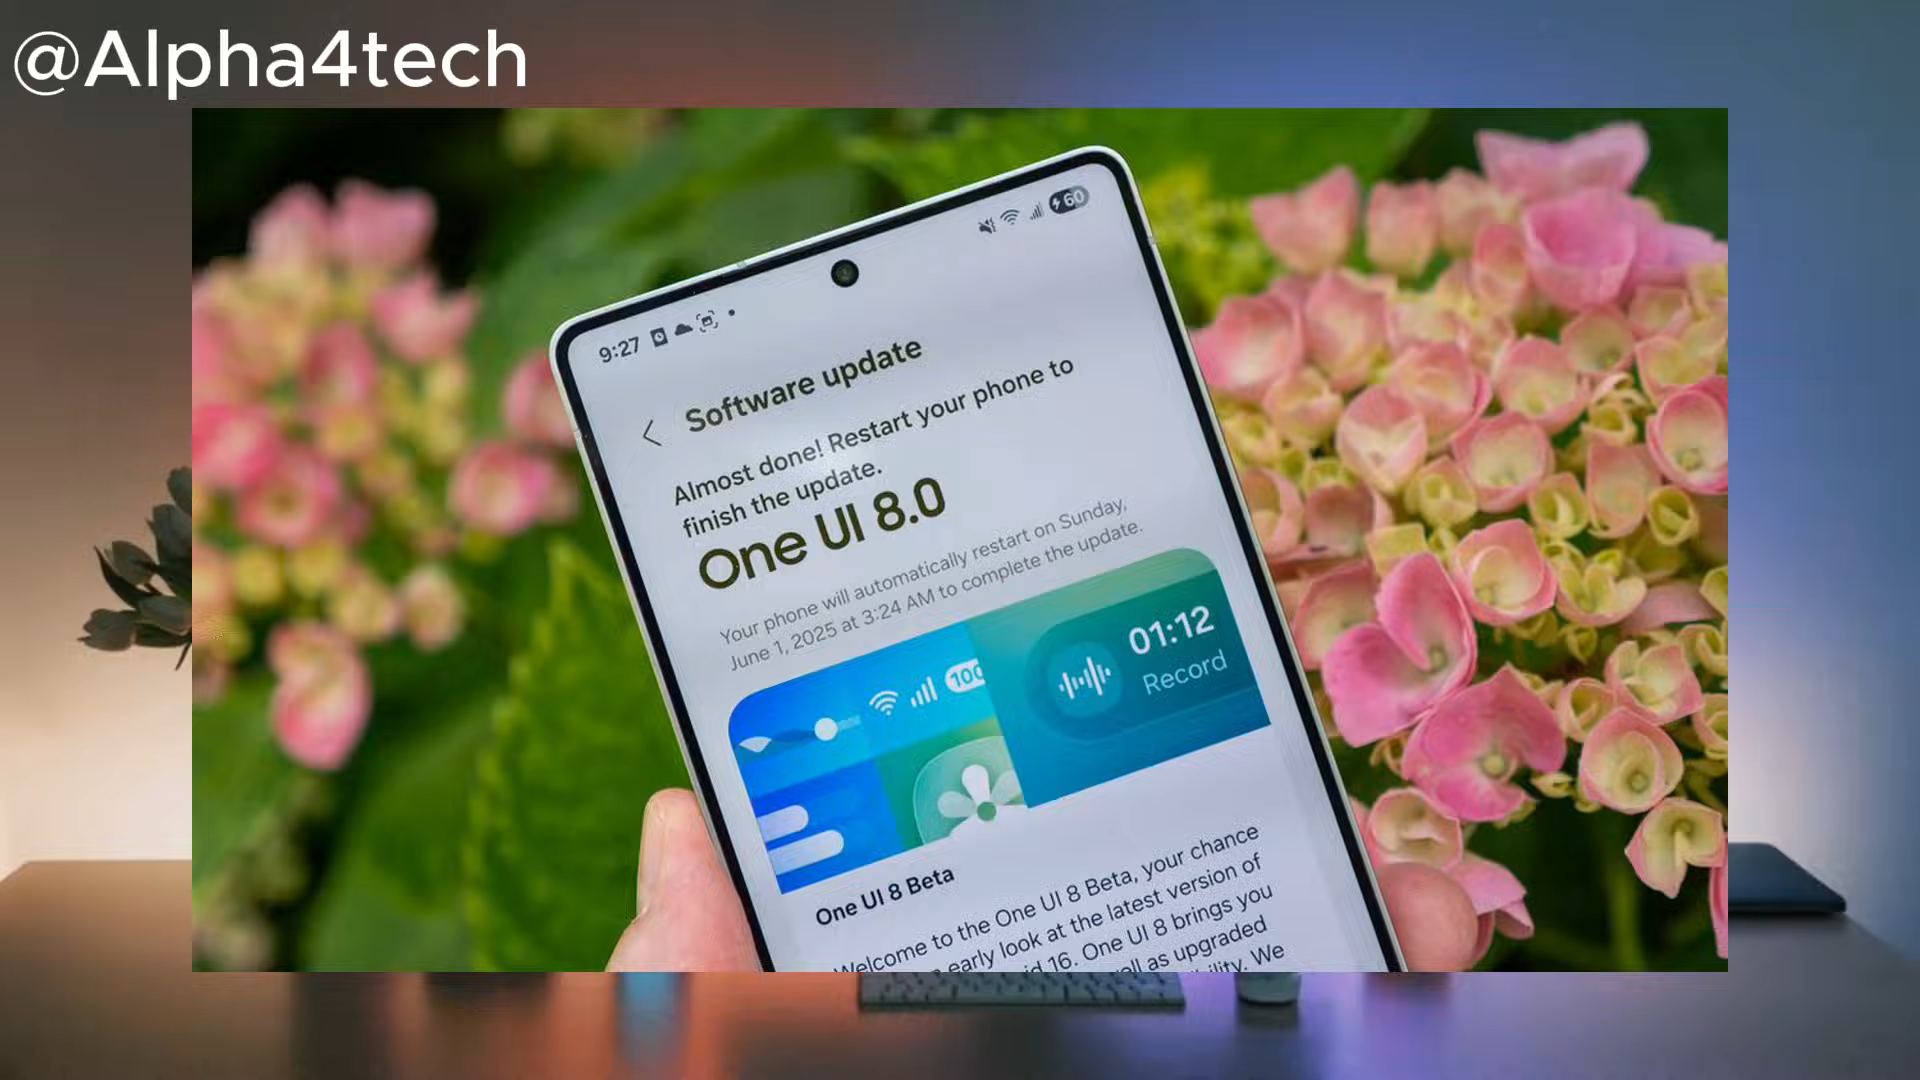 @Alpha4tech
60
9:27
Software update
Almost done! Restart your phone to
finish the update.
One UI 8.0
Your phone will automatically restart on Sunday,
June 1, 2025 at 3:24 AM to complete the update.
100
01:12
Record
One UI 8 Beta
Welcome to the One UI 8 Beta, your chance
early look at the latest version of
16. One UI 8 brings you
as upgraded
We